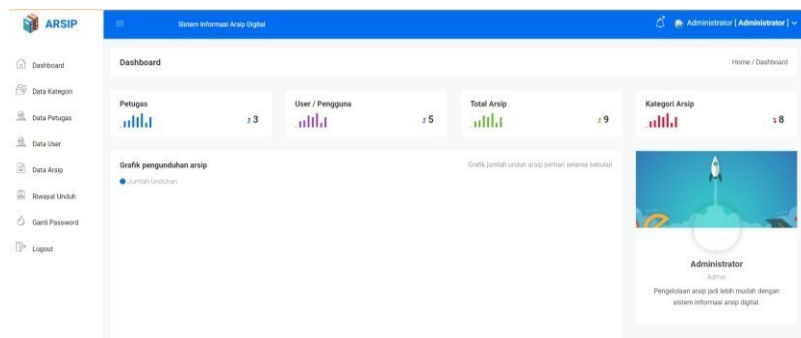 ARSIP
Sistem Informasi Arsip Digital
Administrator [ Administrator ]
Dashboard
Data Kategori
Data Petugas
Data User
Data Arsip
Riwayat Unduh
Ganti Password
Logout
Dashboard
Home / Dashboard
Petugas
3
User / Pengguna
5
Total Arsip
9
Kategori Arsip
8
Grafik pengunduhan arsip
Grafik jumlah unduh arsip perhari selama sebulan
Jumlah Unduhan
Administrator
Admin
Pengelolaan arsip jadi lebih mudah dengan
sistem informasi arsip digital.